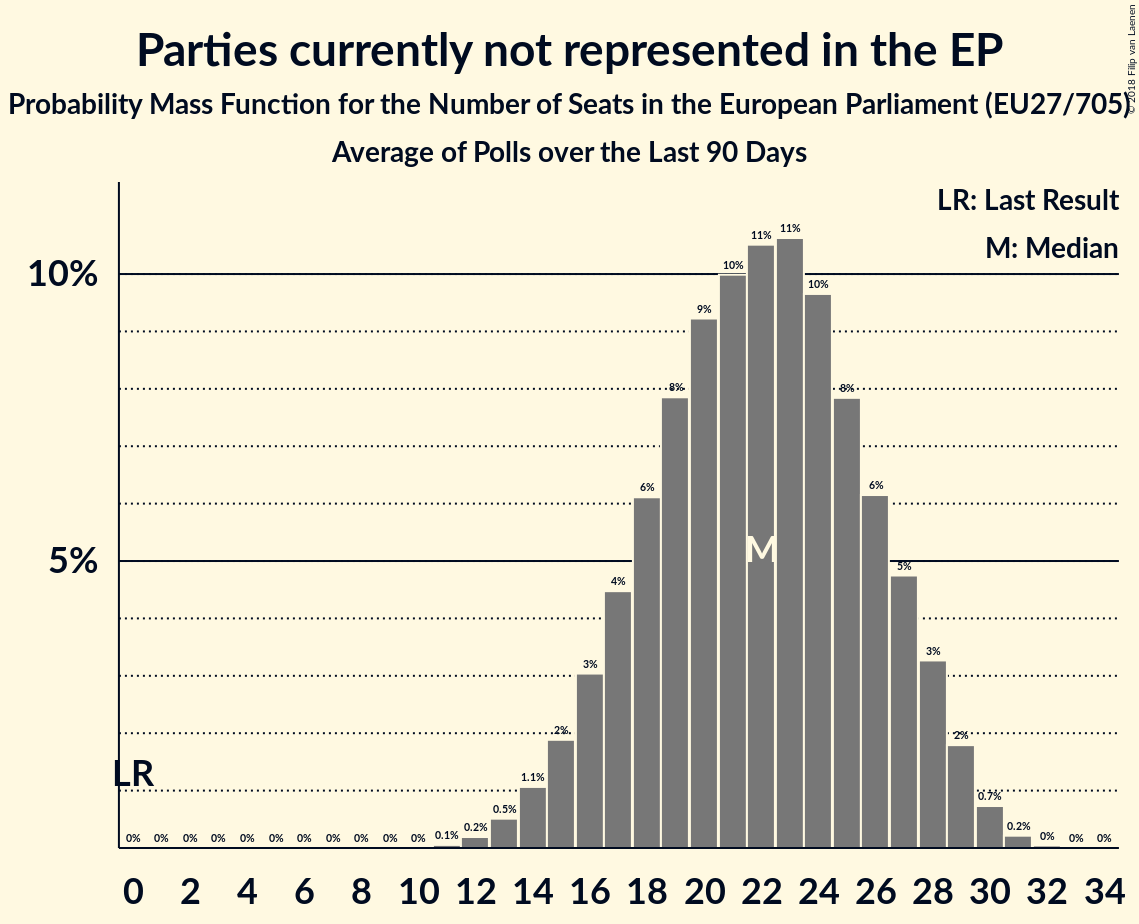 Parties currently not represented in the EP
Probability Mass Function for the Number of Seats in the European Parliament (EU27/705)
Average of Polls over the Last 90 Days
© 2018 Filip van Laenen
LR: Last Result
M: Median
10%
5%
0% 0% 0% 0% 0% 0% 0% 0% 0% 0% 0% 0.1% 0.2% 0.5% 1.1% 2% 3% 4% 6% 8% 9% 10% 11% 11% 10% 8% 6% 5% 3% 2% 0.7% 0.2% 0% 0% 0%
M
LR
0 2 4 6 8 10 12 14 16 18 20 22 24 26 28 30 32 34